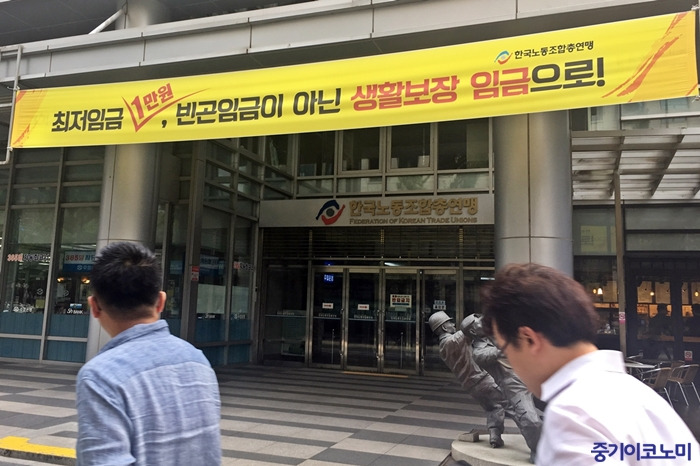 한국노동조합총연맹
최저임금 1만원, 빈곤임금이 아닌 생활보장 임금으로!
한국노동조합총연맹
FEDERATION OF KOREAN TRADE UNIONS
중기이코노미